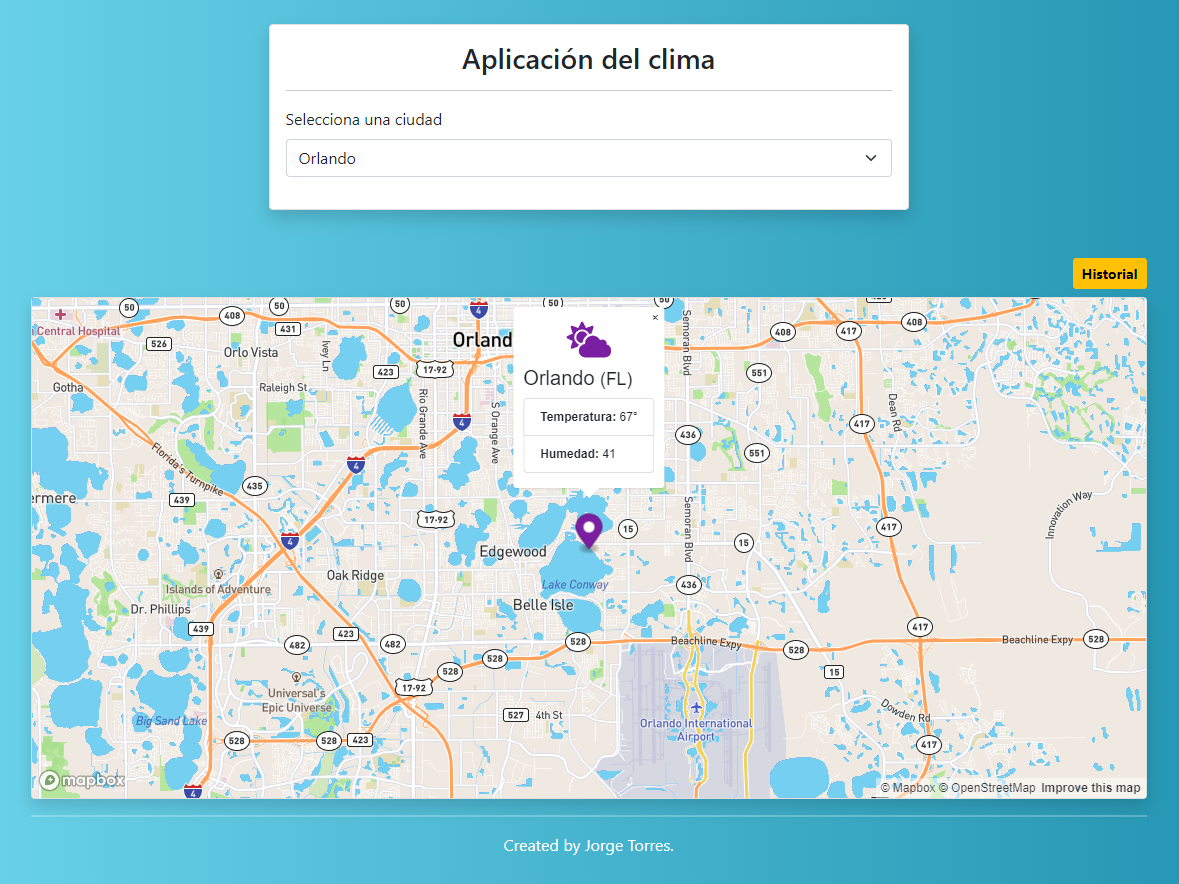 Aplicación del clima
Selecciona una ciudad
Orlando
Historial
50
50
50
4
50
50
408
408
417
408
Central Hospital
431
526
Orlo Vista
Ivey Ln
Orland
Semoran Blvd
×
17-92
423
Orlando (FL)
551
Gotha
Raleigh St
Rio Grande Ave
S Orange Ave
Dean Rd
Temperatura: 67°
4
417
436
Humedad: 41
551
Florida's Turnpike
4
435
439
ermere
Innovation Way
17-92
Semoran Blvd
15
417
4
15
Edgewood
Oak Ridge
Lake Conway
436
Islands of Adventure
Belle Isle
Dr. Phillips
439
423
417
482
482
528
Beachline Expy
528
Beachline Expy
528
528
528
15
17-92
Universal's
Epic Universe
527
4th St
Dowden Rd
Big Sand Lake
Orlando International
Airport
528
528
423
417
4
mapbox
© Mapbox © OpenStreetMap Improve this map
Created by Jorge Torres.